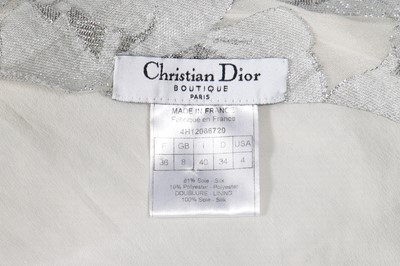 Christian Dior
BOUTIQUE
PARIS
MADE IN FRANCE
Fabriqué en France
4H12066720
F GB I D USA
38 8 40 34 4
81% Soie - Silk
19% Polyester - Polyester
DOUBLURE - LINING
100% Soie - Silk